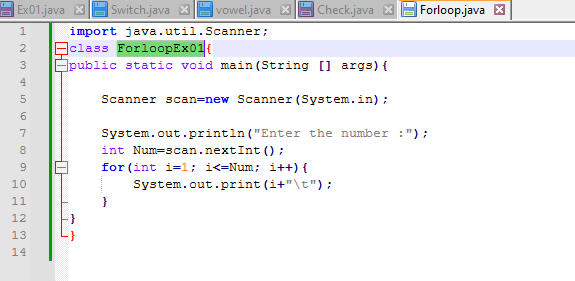 Ex01.java Switch.java vowel.java Check.java Forloop.java
1 import java.util.Scanner;
2 class ForloopEx01{
3 public static void main(String [] args){
4
5 Scanner scan=new Scanner(System.in);
6
7 System.out.println("Enter the number :");
8 int Num=scan.nextInt();
9 for(int i=1; i<=Num; i++){
10 System.out.print(i+"\t");
11 }
12 }
13 }
14